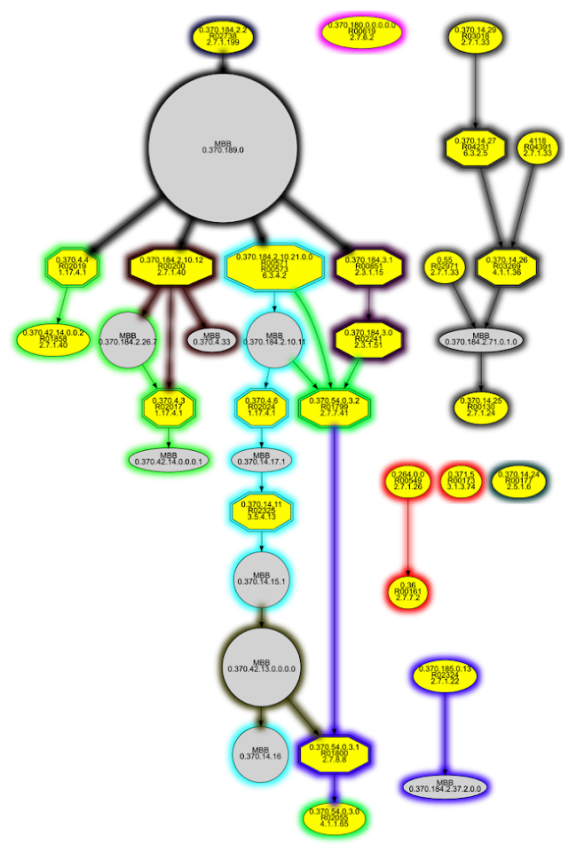 0.370.184.2.2
R02738
2.7.1.199
0.370.180.0.0.0.0.0
R00619
2.7.6.2
0.370.14.29
R03018
2.7.1.33
MBB
0.370.189.0
0.370.14.27
R04231
6.3.2.5
4118
R04391
2.7.1.33
0.370.4.4
R02019
1.17.4.1
0.370.184.2.10.12
R00200
2.7.1.40
0.370.184.2.10.21.0.0
R00571
R00573
6.3.4.2
0.370.184.3.1
R00851
2.3.1.15
0.55
R02971
2.7.1.33
0.370.14.26
R03269
4.1.1.36
0.370.42.14.0.0.2
R01858
2.7.1.40
MBB
0.370.184.2.26.7
MBB
0.370.4.33
MBB
0.370.184.2.10.11
0.370.184.3.0
R02241
2.3.1.51
MBB
0.370.184.2.71.0.1.0
0.370.4.3
R02017
1.17.4.1
0.370.4.6
R02024
1.17.4.1
0.370.54.0.3.2
R01799
2.7.7.41
0.370.14.25
R00130
2.7.1.24
MBB
0.370.42.14.0.0.0.1
MBB
0.370.14.17.1
0.264.0.0
R00549
2.7.1.26
0.371.5
R00173
3.1.3.74
0.370.14.24
R00177
2.5.1.6
0.370.14.11
R02325
3.5.4.13
MBB
0.370.14.15.1
0.36
R00161
2.7.7.2
MBB
0.370.42.13.0.0.0.0
0.370.185.0.13
R02324
2.7.1.22
MBB
0.370.14.16
0.370.54.0.3.1
R01800
2.7.8.8
MBB
0.370.184.2.37.2.0.0
0.370.54.0.3.0
R02055
4.1.1.65